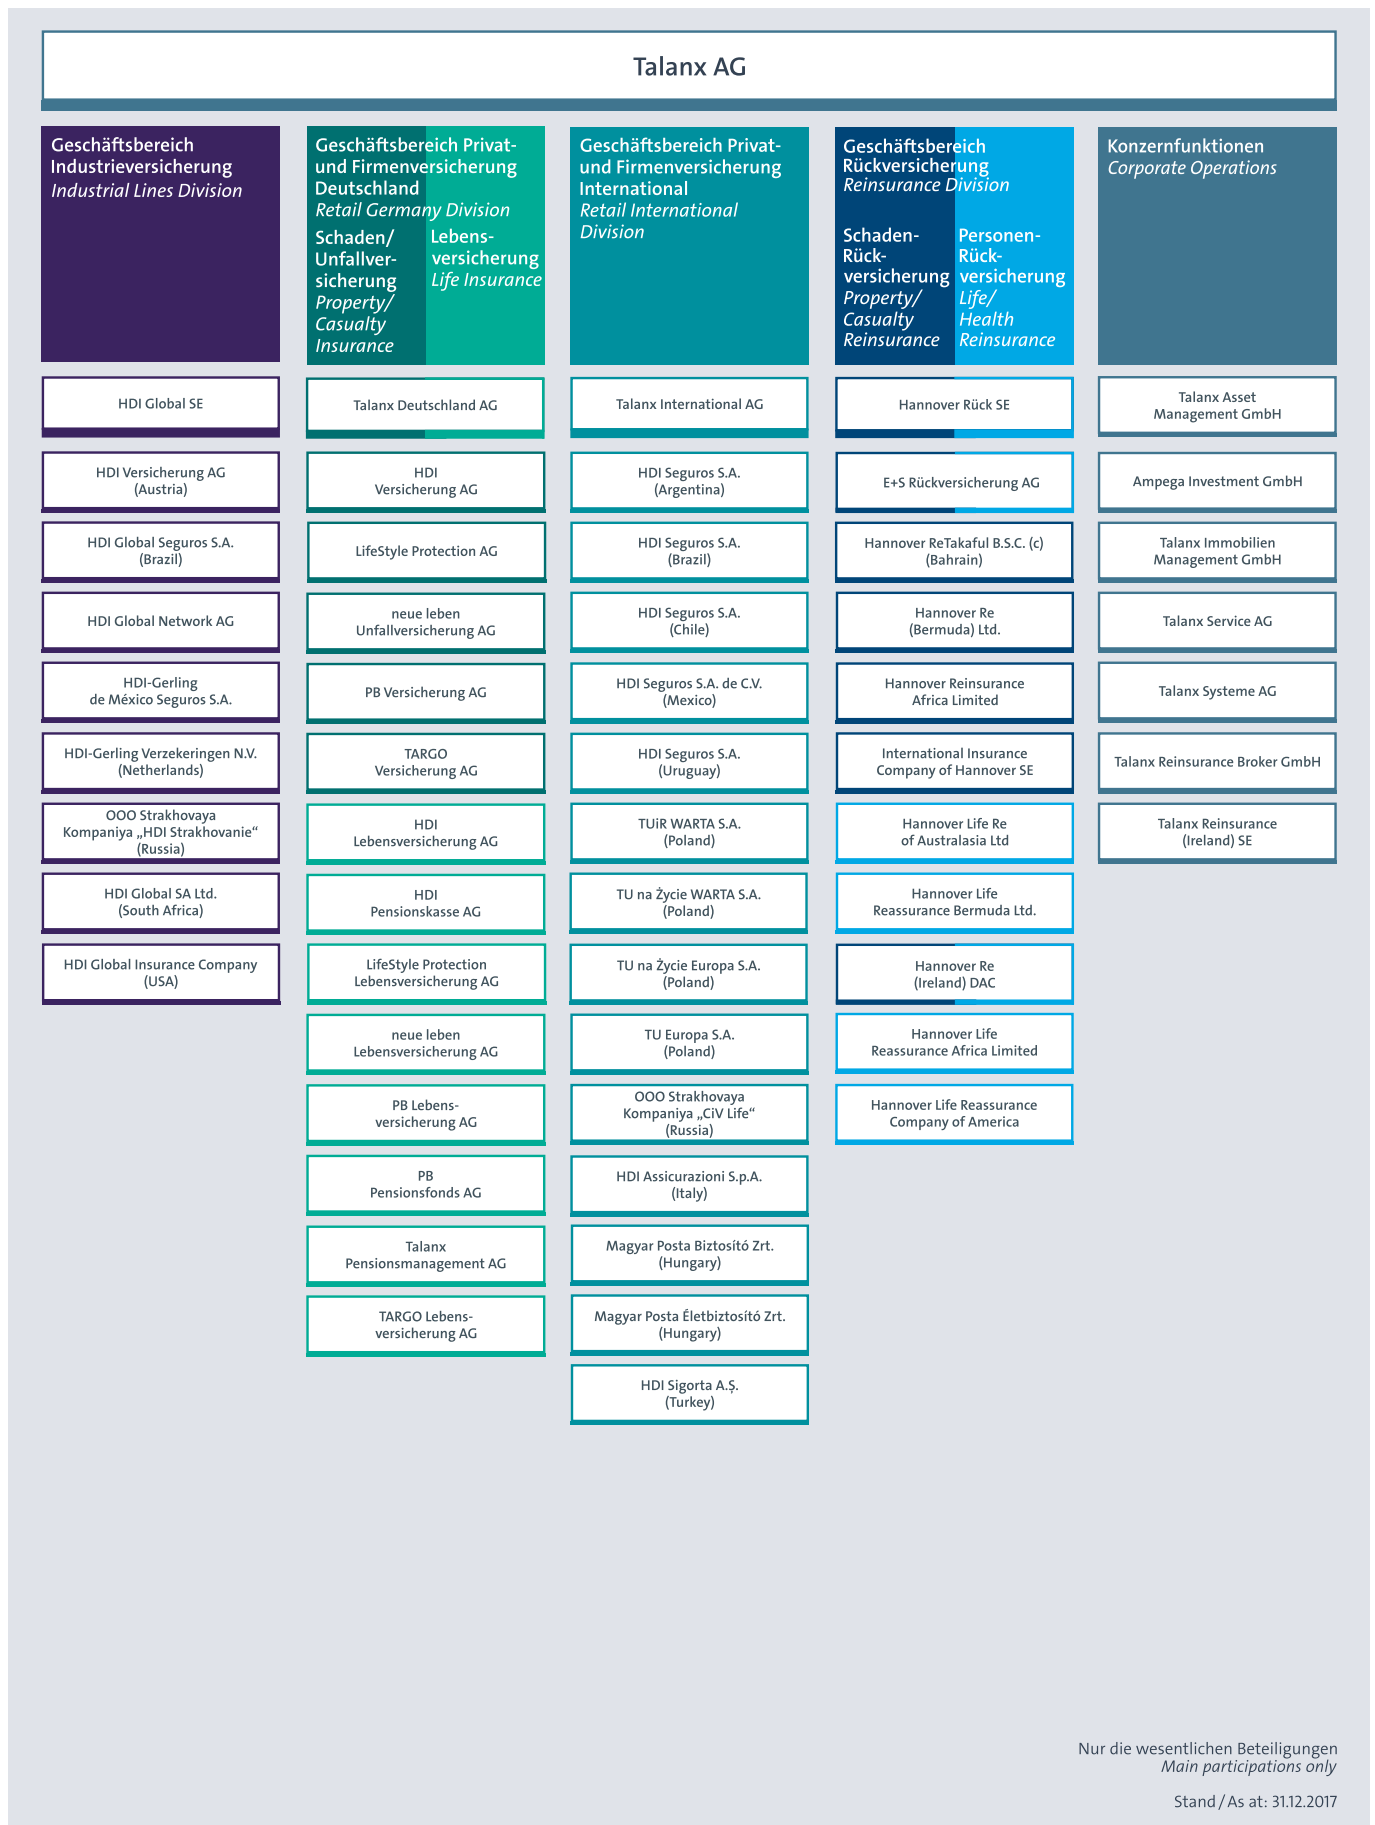 Talanx AG
Geschäftsbereich
Industrieversicherung
Industrial Lines Division
Geschäftsbereich Privat-
und Firmenversicherung
Deutschland
Retail Germany Division
Schaden/
Unfallver-
sicherung
Property/
Casualty
Insurance
Lebens-
versicherung
Life Insurance
Geschäftsbereich Privat-
und Firmenversicherung
International
Retail International
Division
Geschäftsbereich
Rückversicherung
Reinsurance Division
Schaden-
Rück-
versicherung
Property/
Casualty
Reinsurance
Personen-
Rück-
versicherung
Life/
Health
Reinsurance
Konzernfunktionen
Corporate Operations
HDI Global SE
HDI Versicherung AG
(Austria)
HDI Global Seguros S.A.
(Brazil)
HDI Global Network AG
HDI-Gerling
de México Seguros S.A.
HDI-Gerling Verzekeringen N.V.
(Netherlands)
OOO Strakhovaya
Kompaniya „HDI Strakhovanie“
(Russia)
HDI Global SA Ltd.
(South Africa)
HDI Global Insurance Company
(USA)
Talanx Deutschland AG
HDI
Versicherung AG
LifeStyle Protection AG
neue leben
Unfallversicherung AG
PB Versicherung AG
TARGO
Versicherung AG
HDI
Lebensversicherung AG
HDI
Pensionskasse AG
LifeStyle Protection
Lebensversicherung AG
neue leben
Lebensversicherung AG
PB Lebens-
versicherung AG
PB
Pensionsfonds AG
Talanx
Pensionsmanagement AG
TARGO Lebens-
versicherung AG
Talanx International AG
HDI Seguros S.A.
(Argentina)
HDI Seguros S.A.
(Brazil)
HDI Seguros S.A.
(Chile)
HDI Seguros S.A. de C.V.
(Mexico)
HDI Seguros S.A.
(Uruguay)
TUiR WARTA S.A.
(Poland)
TU na Życie WARTA S.A.
(Poland)
TU na Życie Europa S.A.
(Poland)
TU Europa S.A.
(Poland)
OOO Strakhovaya
Kompaniya „CiV Life“
(Russia)
HDI Assicurazioni S.p.A.
(Italy)
Magyar Posta Biztosító Zrt.
(Hungary)
Magyar Posta Életbiztosító Zrt.
(Hungary)
HDI Sigorta A.Ş.
(Turkey)
Hannover Rück SE
E+S Rückversicherung AG
Hannover ReTakaful B.S.C. (c)
(Bahrain)
Hannover Re
(Bermuda) Ltd.
Hannover Reinsurance
Africa Limited
International Insurance
Company of Hannover SE
Hannover Life Re
of Australasia Ltd
Hannover Life
Reassurance Bermuda Ltd.
Hannover Re
(Ireland) DAC
Hannover Life
Reassurance Africa Limited
Hannover Life Reassurance
Company of America
Talanx Asset
Management GmbH
Ampega Investment GmbH
Talanx Immobilien
Management GmbH
Talanx Service AG
Talanx Systeme AG
Talanx Reinsurance Broker GmbH
Talanx Reinsurance
(Ireland) SE
Nur die wesentlichen Beteiligungen
Main participations only
Stand / As at: 31.12.2017